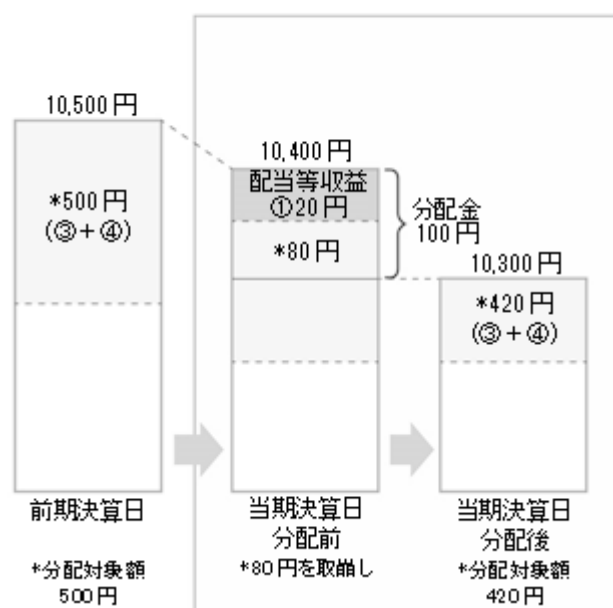 10,500円
*500円
(③+④)
前期決算日
*分配対象額
500円
10,400円
配当等収益
①20円
*80円
分配金
100円
当期決算日
分配前
*80円を取崩し
10,300円
*420円
(③+④)
当期決算日
分配後
*分配対象額
420円